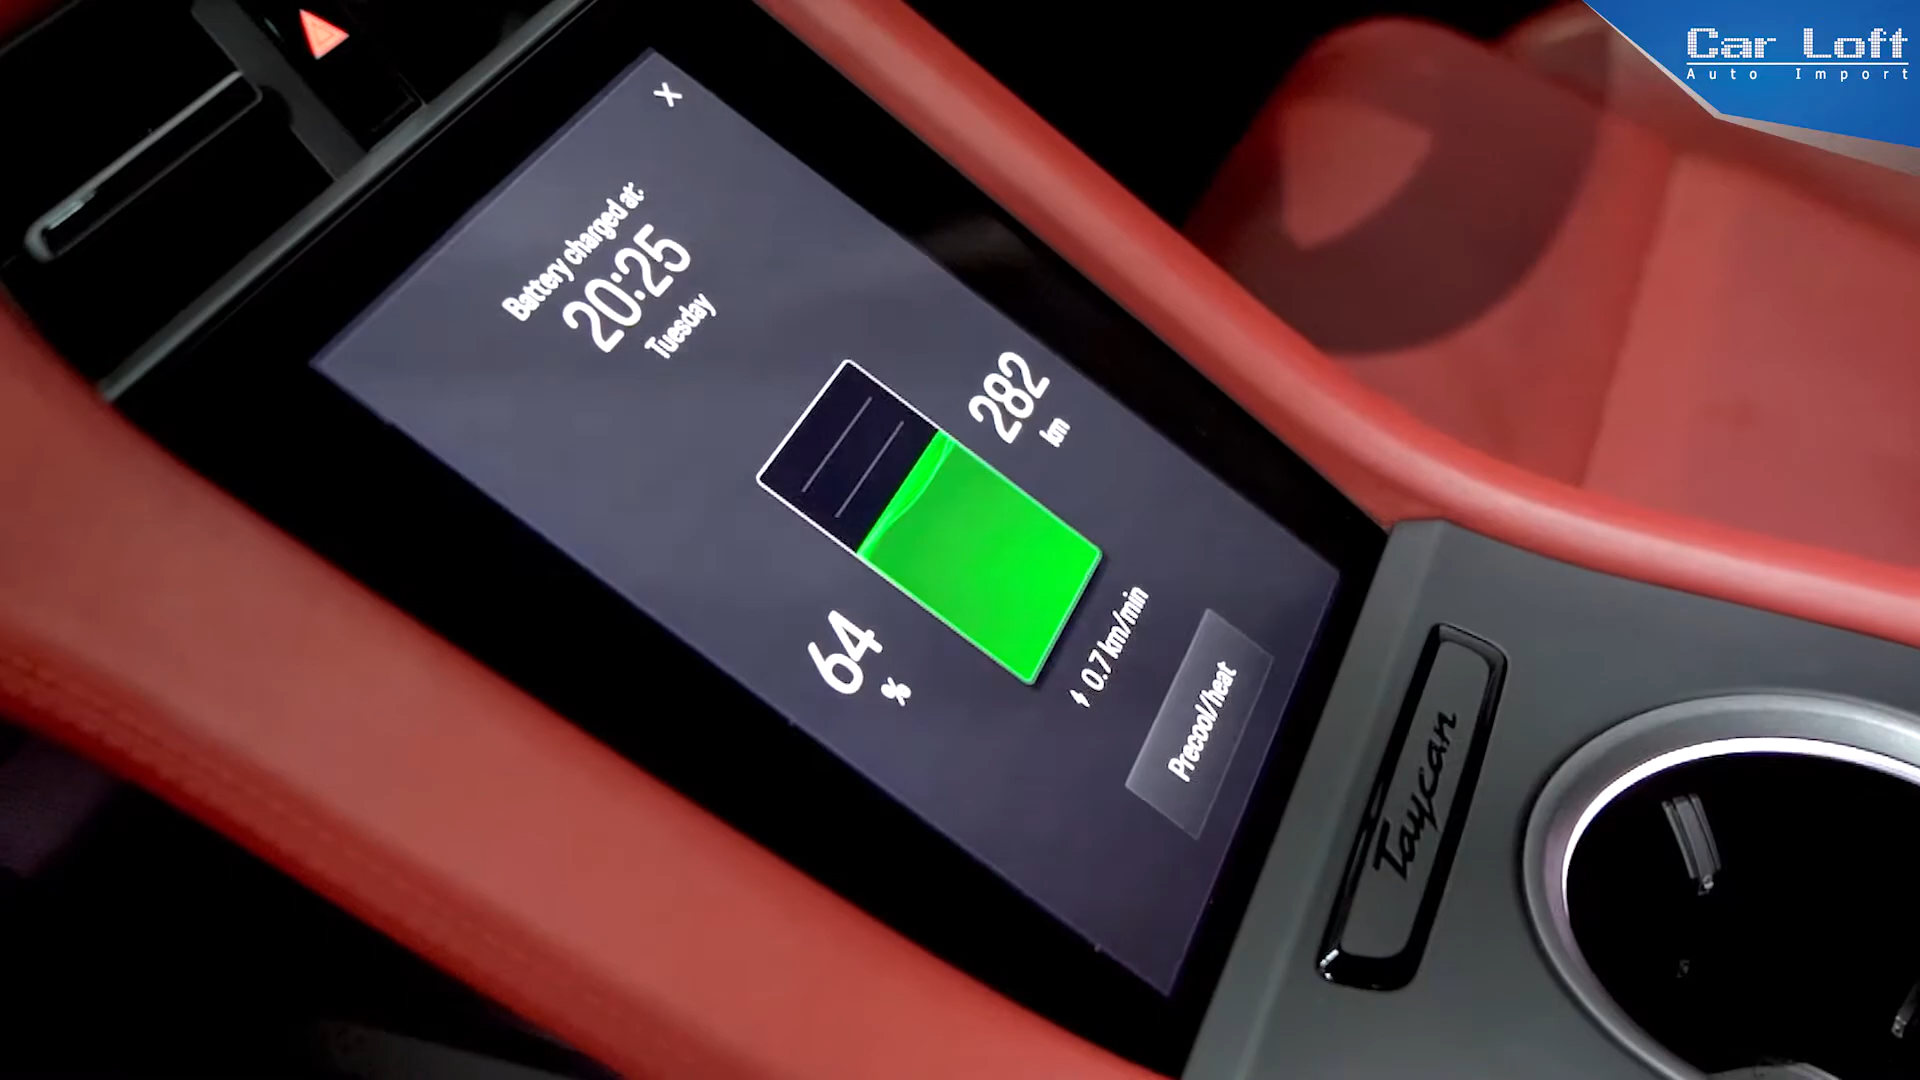 Car Loft
Auto Import
Battery charged at:
20:25
Tuesday
282
km
64
%
0.7 km/min
Precool/heat
Taycan